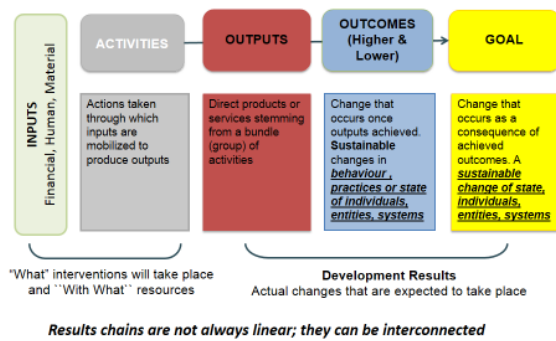 INPUTS
Financial, Human, Material
ACTIVITIES
OUTPUTS
OUTCOMES
(Higher &
Lower)
GOAL
Actions taken
through which
inputs are
mobilized to
produce outputs
Direct products or
services stemming
from a bundle
(group) of
activities
Change that
occurs once
outputs achieved.
Sustainable
changes in
behaviour ,
practices or state
of individuals,
entities, systems
Change that
occurs as a
consequence of
achieved
outcomes. A
sustainable
change of state,
individuals,
entities, systems
“What” interventions will take place
and ``With What`` resources
Development Results
Actual changes that are expected to take place
Results chains are not always linear; they can be interconnected